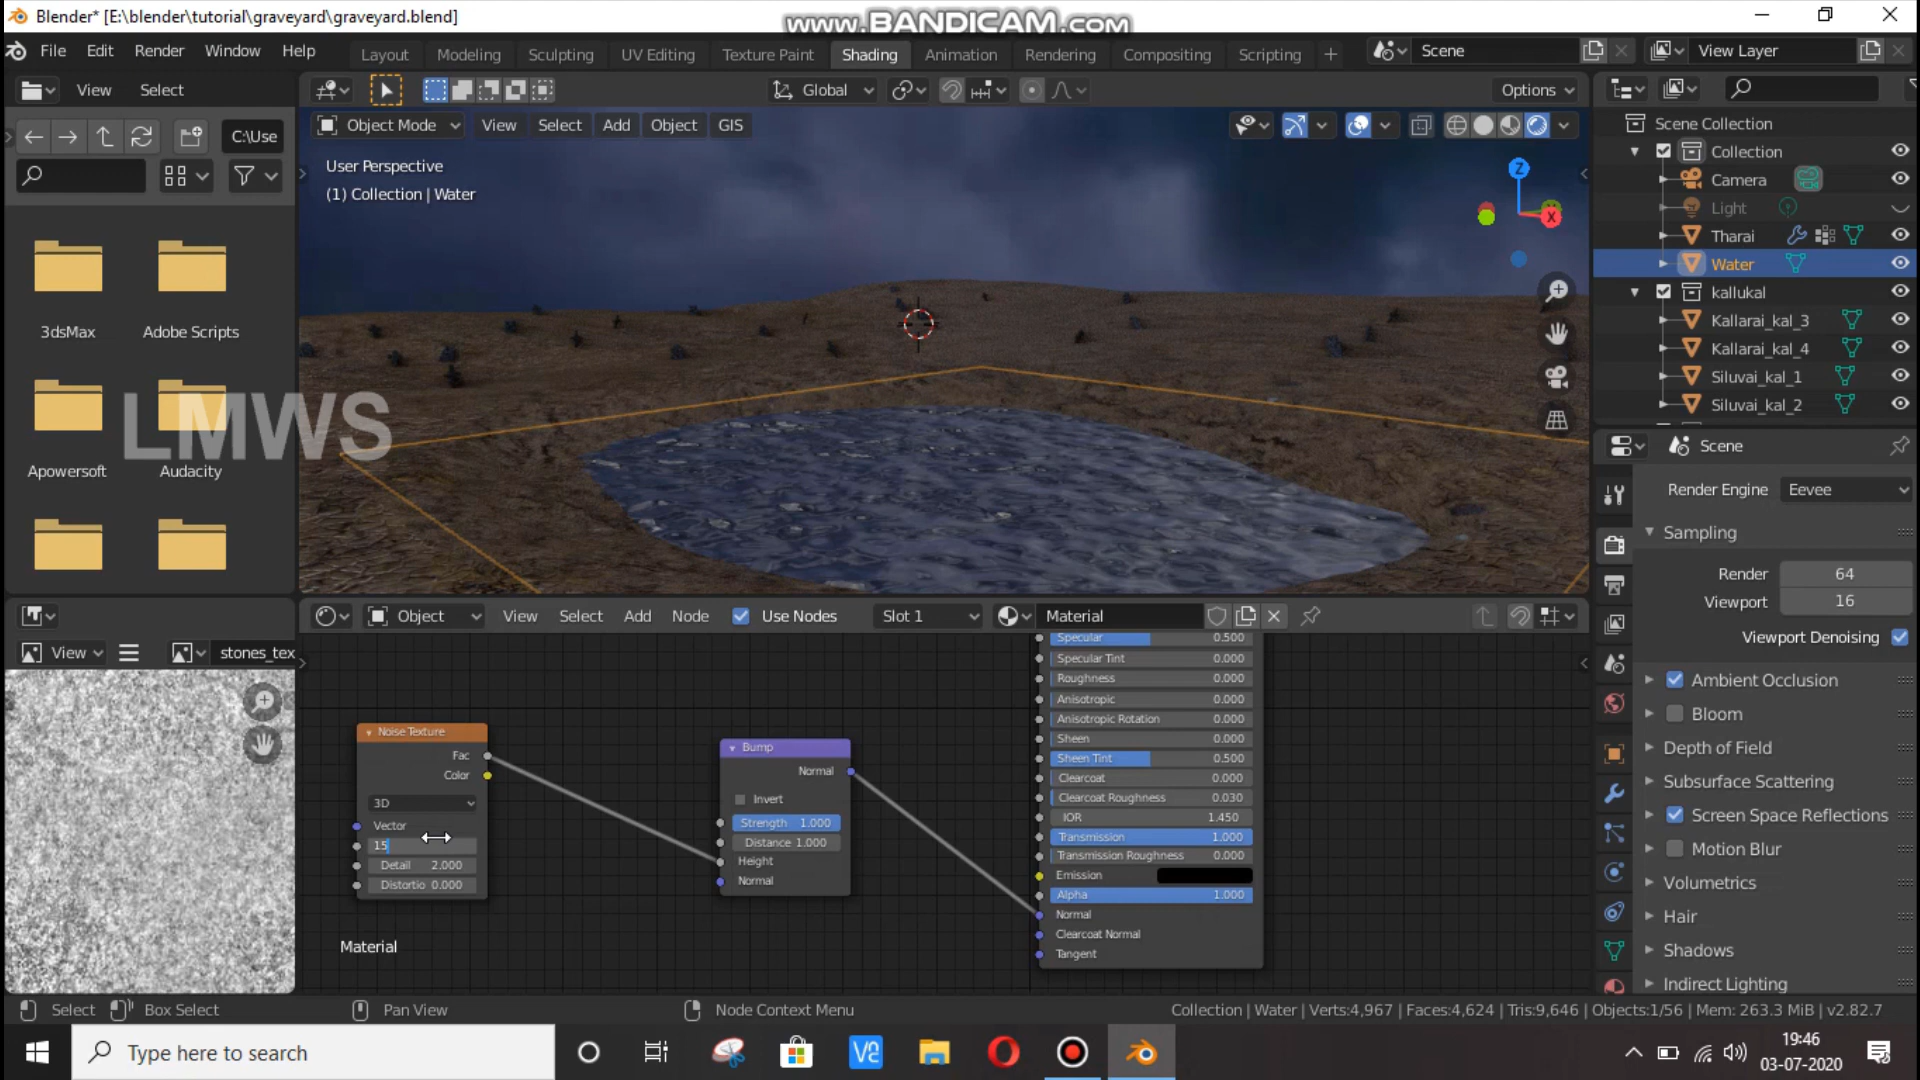 Blender* [E:\blender\tutorial\graveyard\graveyard.blend]
www.BANDICAM.com
File Edit Render Window Help
Layout Modeling Sculpting UV Editing Texture Paint Shading Animation Rendering Compositing Scripting +
Scene
View Layer
View Select
Global
Options
C:\Use
Object Mode View Select Add Object GIS
User Perspective
(1) Collection | Water
Z
X
3dsMax
Adobe Scripts
Apowersoft
Audacity
LMWS
Scene Collection
Collection
Camera
Light
Tharai
Water
kallukal
Kallarai_kal_3
Kallarai_kal_4
Siluvai_kal_1
Siluvai_kal_2
Scene
Render Engine Eevee
Sampling
Render 64
Viewport 16
Viewport Denoising
Ambient Occlusion
Bloom
Depth of Field
Subsurface Scattering
Screen Space Reflections
Motion Blur
Volumetrics
Hair
Shadows
Indirect Lighting
View
stones_tex
Object View Select Add Node Use Nodes Slot 1 Material
Noise Texture
Fac
Color
3D
Vector
15
Detail 2.000
Distortio 0.000
Material
Bump
Normal
Invert
Strength 1.000
Distance 1.000
Height
Normal
Specular 0.500
Specular Tint 0.000
Roughness 0.000
Anisotropic 0.000
Anisotropic Rotation 0.000
Sheen 0.000
Sheen Tint 0.500
Clearcoat 0.000
Clearcoat Roughness 0.030
IOR 1.450
Transmission 1.000
Transmission Roughness 0.000
Emission
Alpha 1.000
Normal
Clearcoat Normal
Tangent
Select Box Select Pan View Node Context Menu
Collection | Water | Verts:4,967 | Faces:4,624 | Tris:9,646 | Objects:1/56 | Mem: 263.3 MiB | v2.82.7
Type here to search
19:46
03-07-2020